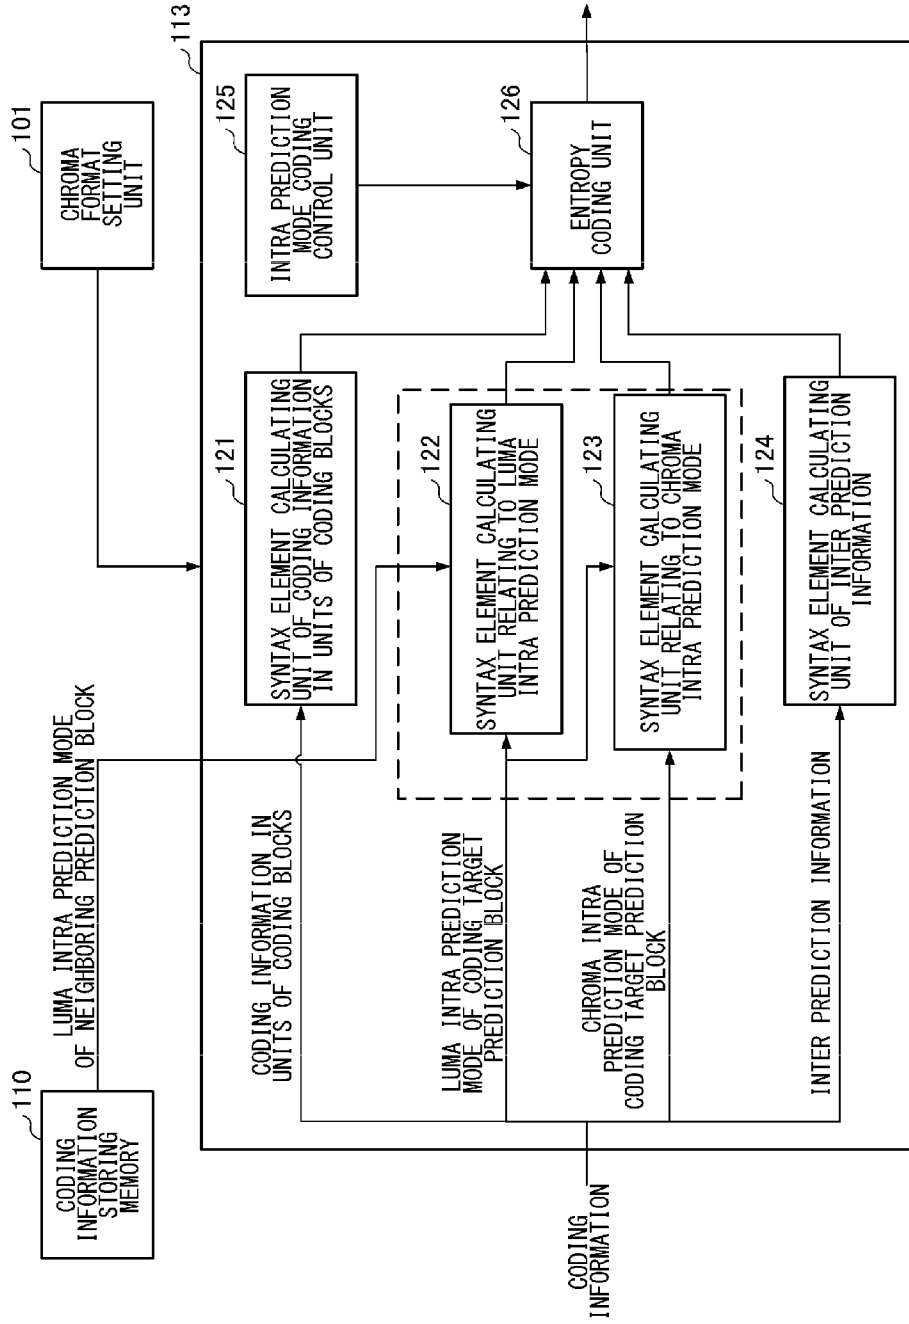 110
CODING
INFORMATION
STORING
MEMORY
LUMA INTRA PREDICTION MODE
OF NEIGHBORING PREDICTION BLOCK
101
CHROMA
FORMAT
SETTING
UNIT
113
CODING INFORMATION
CODING INFORMATION IN
UNITS OF CODING BLOCKS
121
SYNTAX ELEMENT CALCULATING
UNIT OF CODING INFORMATION
IN UNITS OF CODING BLOCKS
125
INTRA PREDICTION
MODE CODING
CONTROL UNIT
LUMA INTRA PREDICTION
MODE OF CODING TARGET
PREDICTION BLOCK
122
SYNTAX ELEMENT CALCULATING
UNIT RELATING TO LUMA
INTRA PREDICTION MODE
126
ENTROPY
CODING UNIT
CHROMA INTRA
PREDICTION MODE OF
CODING TARGET PREDICTION
BLOCK
123
SYNTAX ELEMENT CALCULATING
UNIT RELATING TO CHROMA
INTRA PREDICTION MODE
INTER PREDICTION INFORMATION
124
SYNTAX ELEMENT CALCULATING
UNIT OF INTER PREDICTION
INFORMATION